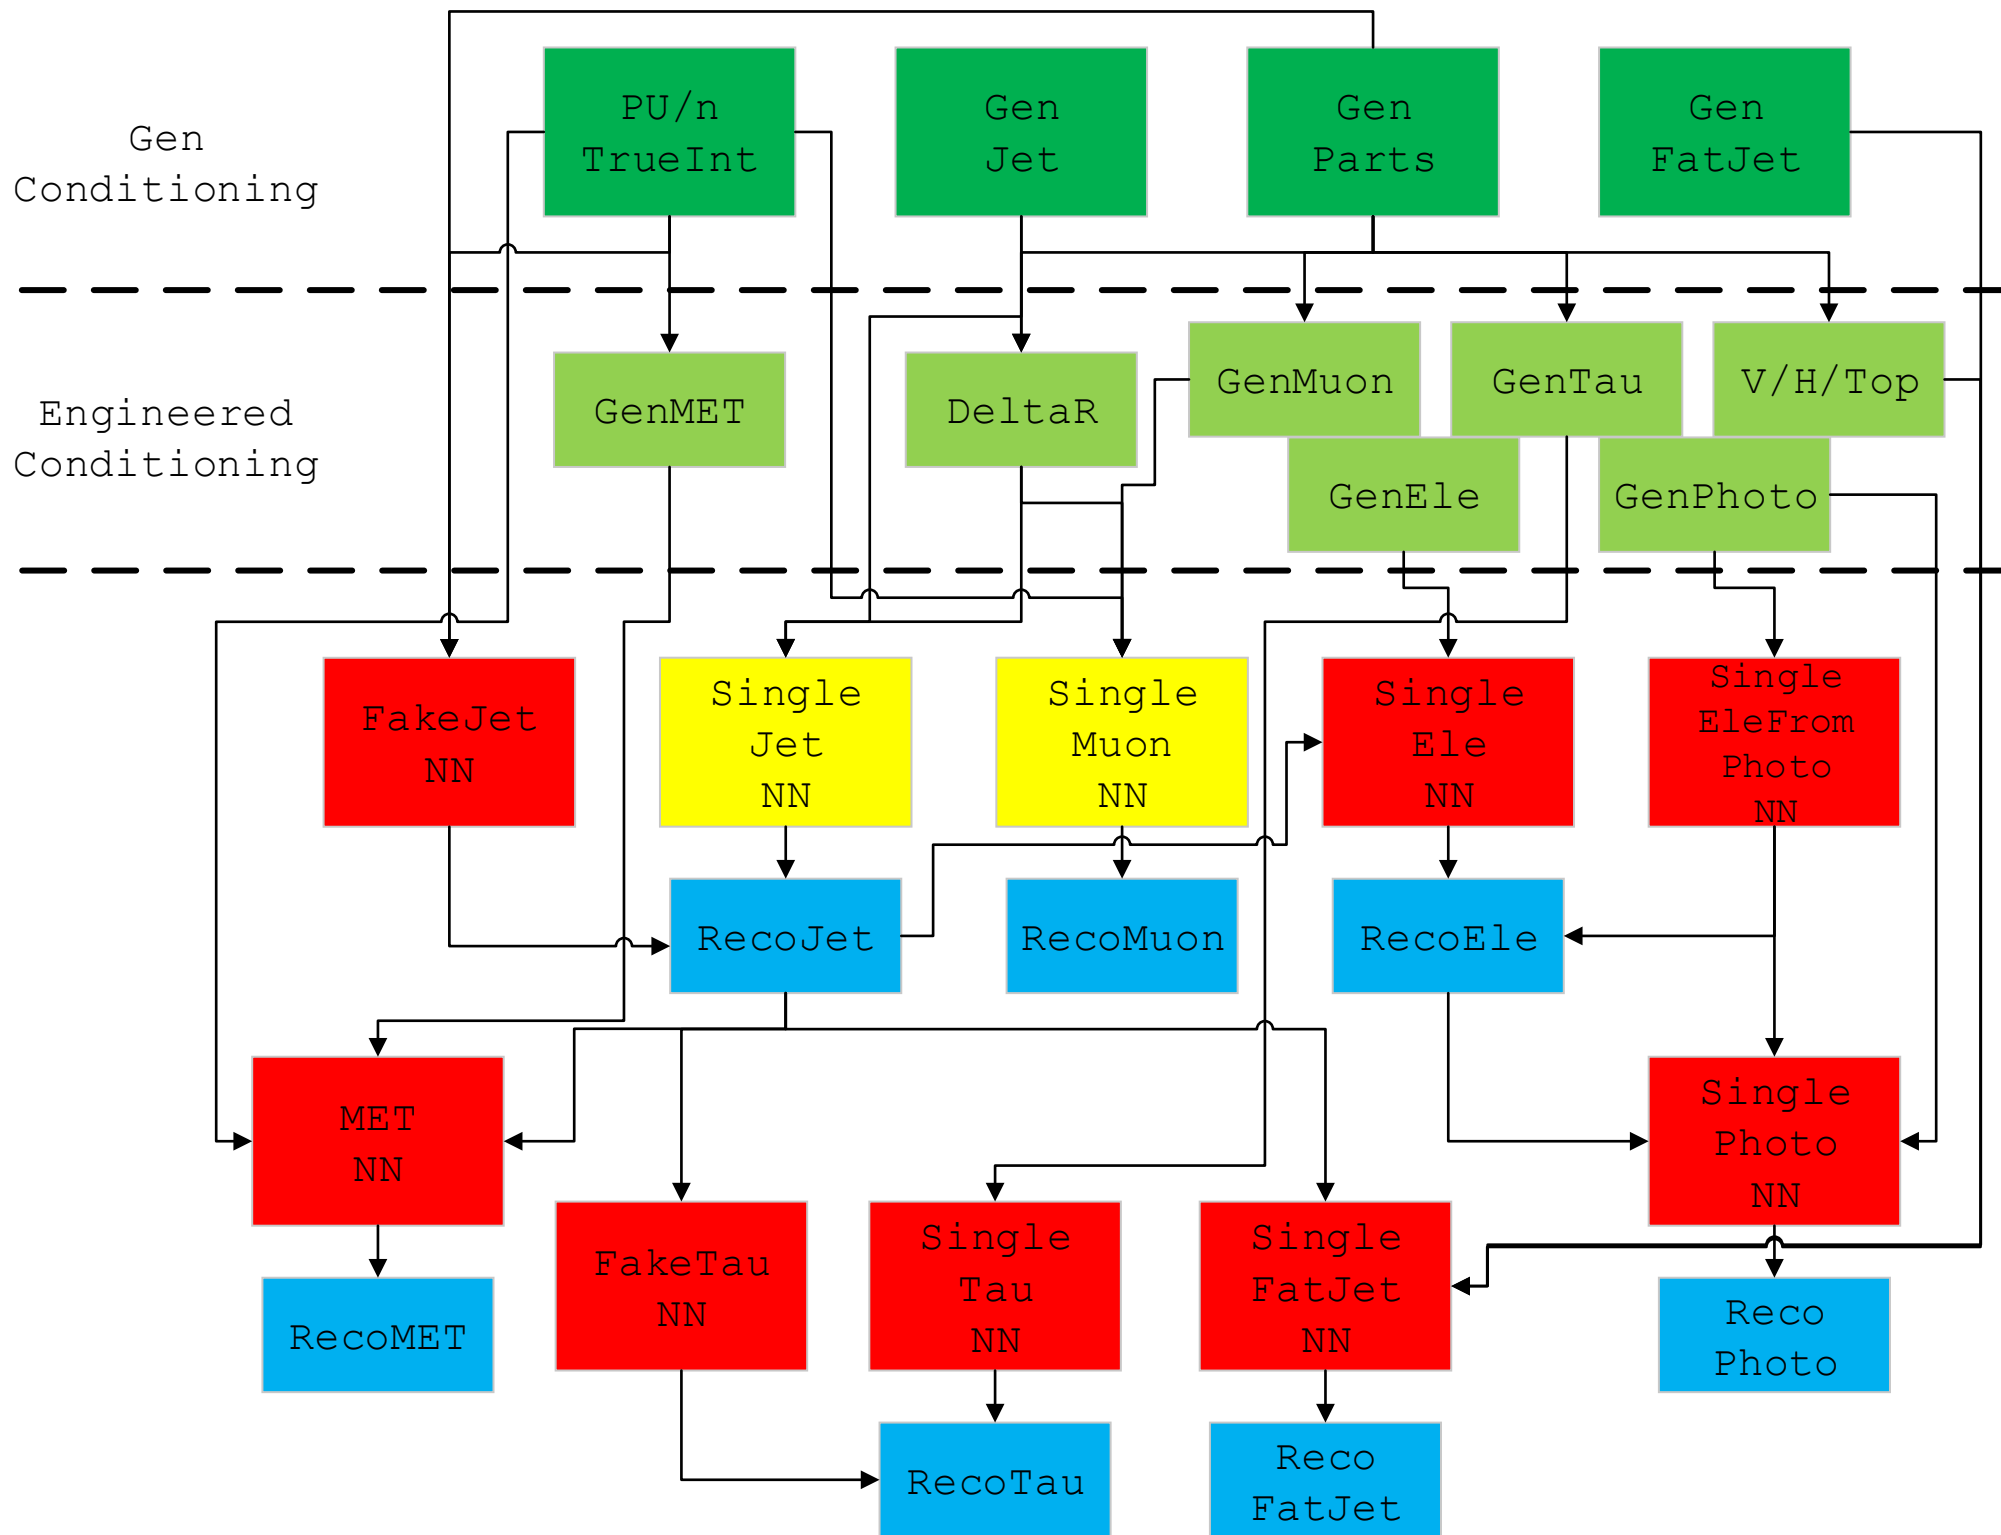 Gen
Conditioning
PU/n
TrueInt
Gen
Jet
Gen
Parts
Gen
FatJet
Engineered
Conditioning
GenMET
DeltaR
GenMuon
GenTau
V/H/Top
GenEle
GenPhoto
FakeJet
NN
Single
Jet
NN
Single
Muon
NN
Single
Ele
NN
Single
EleFrom
Photo
NN
RecoJet
RecoMuon
RecoEle
MET
NN
Single
Photo
NN
FakeTau
NN
Single
Tau
NN
Single
FatJet
NN
RecoMET
Reco
Photo
RecoTau
Reco
FatJet